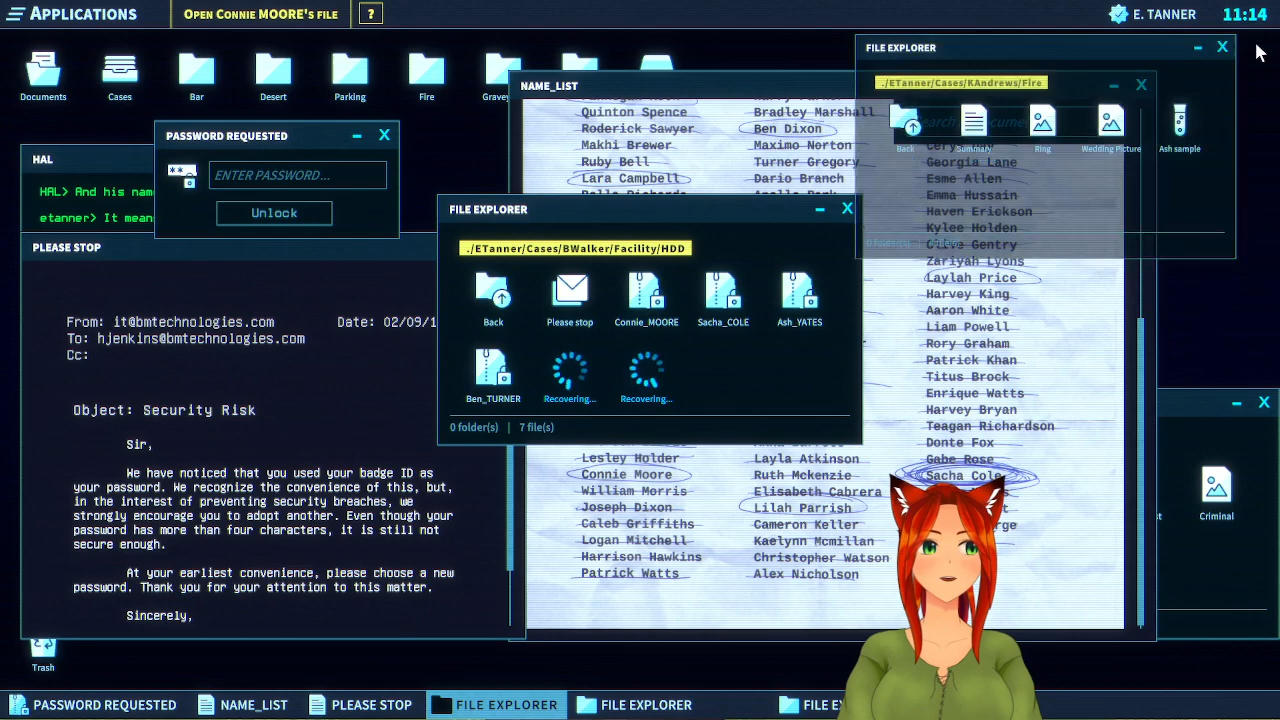 APPLICATIONS
OPEN CONNIE MOORE'S FILE
?
E. TANNER
11:14
Documents
Cases
Bar
Desert
Parking
Fire
HAL
HAL> And his nam
etanner> It mean
PASSWORD REQUESTED
ENTER PASSWORD...
Unlock
PLEASE STOP
From: it@bmtechnologies.com
Date: 02/09/1
To: hjenkins@bmtechnologies.com
Cc:
Object: Security Risk
Sir,
We have noticed that you used your badge ID as
your password. We recognize the convenience of this, but,
in the interest of preventing security breaches, we
strongly encourage you to adopt another. Even though your
password has more than four characters, it is still not
secure enough.
At your earliest convenience, please choose a new
password. Thank you for your attention to this matter.
Sincerely,
NAME_LIST
Quinton Spence
Roderick Sawyer
Makhi Brewer
Ruby Bell
Lara Campbell
Bradley Marshall
Ben Dixon
Maximo Norton
Turner Gregory
Dario Branch
Georgia Lane
Esme Allen
Emma Hussain
Haven Erickson
Kylee Holden
Olive Gentry
Zariyah Lyons
Laylah Price
Harvey King
Aaron White
Liam Powell
Rory Graham
Patrick Khan
Titus Brock
Enrique Watts
Harvey Bryan
Teagan Richardson
Donte Fox
Gabe Rose
Sacha Cole
Lesley Holder
Connie Moore
William Morris
Joseph Dixon
Caleb Griffiths
Logan Mitchell
Harrison Hawkins
Patrick Watts
Layla Atkinson
Ruth Mckenzie
Elisabeth Cabrera
Lilah Parrish
Cameron Keller
Kaelynn Mcmillan
Christopher Watson
Alex Nicholson
FILE EXPLORER
./ETanner/Cases/BWalker/Facility/HDD
Back
Please stop
Connie_MOORE
Sacha_COLE
Ash_YATES
Ben_TURNER
Recovering...
Recovering...
0 folder(s) | 7 file(s)
FILE EXPLORER
./ETanner/Cases/KAndrews/Fire
Back
Summary
Ring
Wedding Picture
Ash sample
Criminal
Trash
PASSWORD REQUESTED
NAME_LIST
PLEASE STOP
FILE EXPLORER
FILE EXPLORER
FILE E